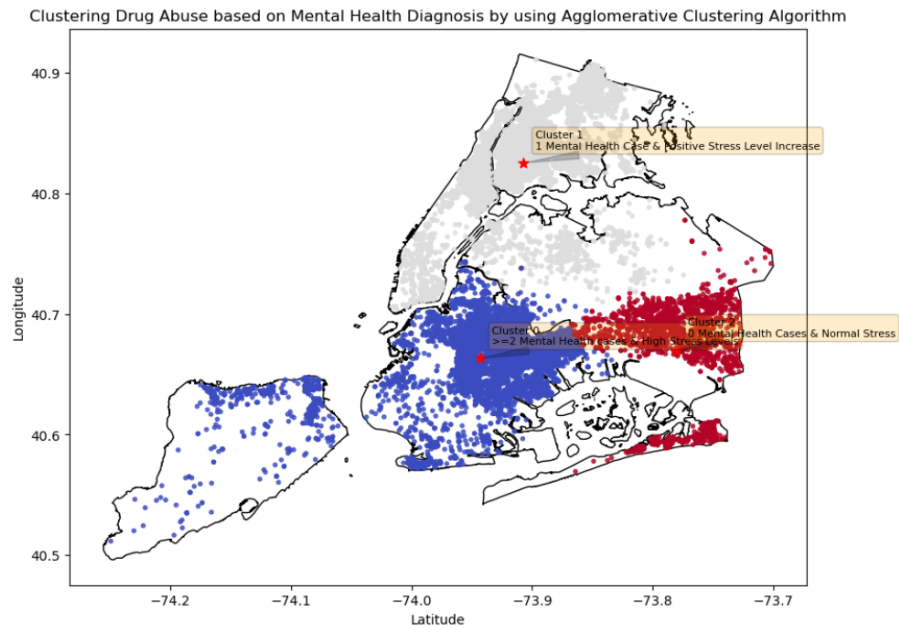 Clustering Drug Abuse based on Mental Health Diagnosis by using Agglomerative Clustering Algorithm
40.9
40.8
40.7
40.6
40.5
Longitude
Cluster 1
1 Mental Health Case & Positive Stress Level Increase
Cluster 2
0 Mental Health Cases & Normal Stress
Cluster 0
>=2 Mental Health cases & High Stress Levels
−74.2
−74.1
−74.0
−73.9
−73.8
−73.7
Latitude